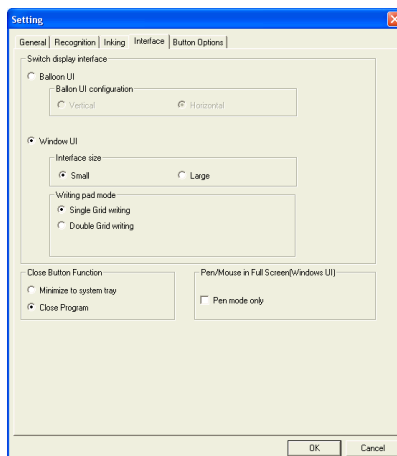 Setting
General Recognition Inking Interface Button Options
Switch display interface
Balloon UI
Ballon UI configuration
Vertical Horizontal
Window UI
Interface size
Small Large
Writing pad mode
Single Grid writing
Double Grid writing
Close Button Function Pen/Mouse in Full Screen(Windows UI)
Minimize to system tray
Pen mode only
Close Program
OK Cancel